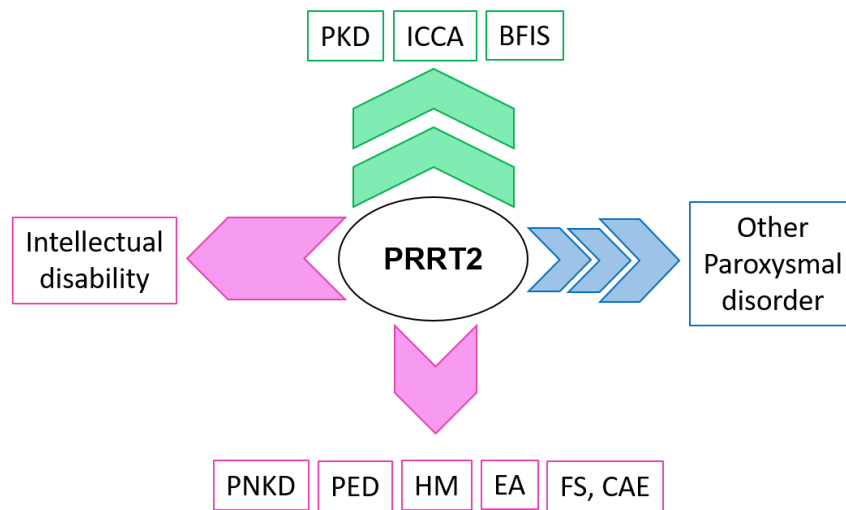 PKD ICCA BFIS
Intellectual
disability
PRRT2
Other
Paroxysmal
disorder
PNKD PED HM EA FS, CAE